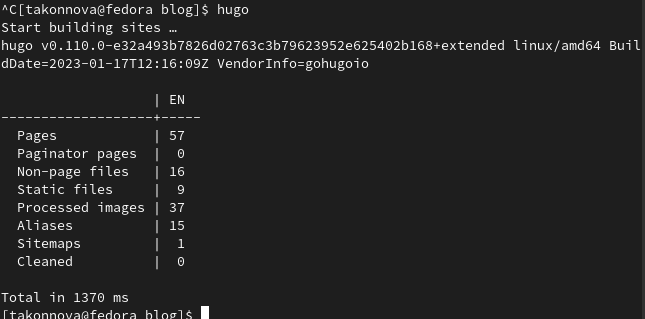 ^C[takonnova@fedora blog]$ hugo
Start building sites …
hugo v0.110.0-e32a493b7826d02763c3b79623952e625402b168+extended linux/amd64 Buil
dDate=2023-01-17T12:16:09Z VendorInfo=gohugoio
                   | EN
-------------------+-----
  Pages            | 57
  Paginator pages  |  0
  Non-page files   | 16
  Static files     |  9
  Processed images | 37
  Aliases          | 15
  Sitemaps         |  1
  Cleaned          |  0
Total in 1370 ms
[takonnova@fedora blog]$